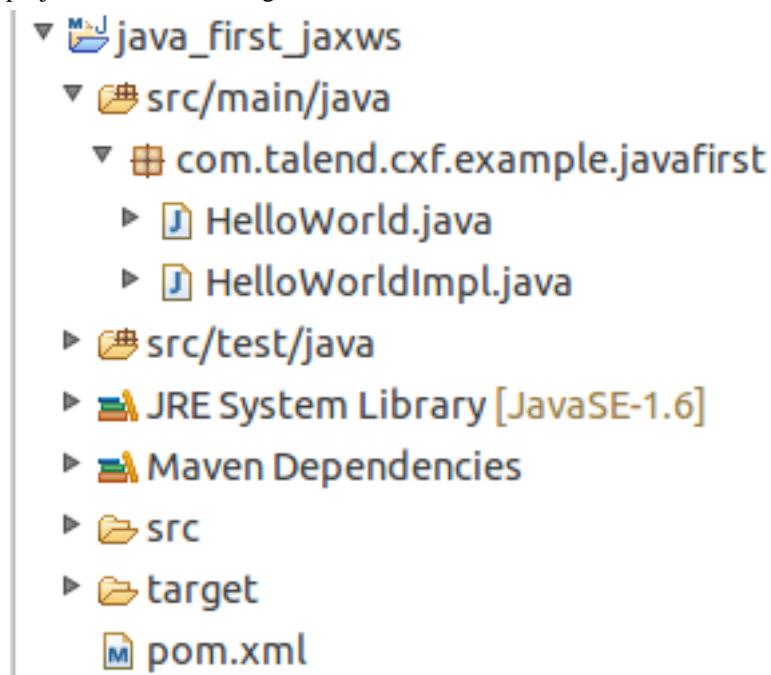 java_first_jaxws
src/main/java
com.talend.cxf.example.javafirst
HelloWorld.java
HelloWorldImpl.java
src/test/java
JRE System Library [JavaSE-1.6]
Maven Dependencies
src
target
pom.xml